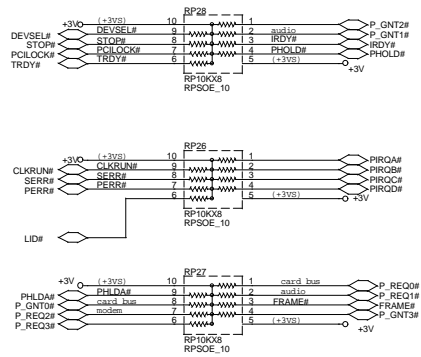 RP28
+3V (+3VS) 10 1 P_GNT2#
DEVSEL# DEVSEL# 9 2 audio P_GNT1#
STOP# STOP# 8 3 IRDY# IRDY#
PCILOCK# PCILOCK# 7 4 PHOLD# PHOLD#
TRDY# TRDY# 6 5 (+3VS)
+3V
RP10KX8
RPSOE_10
RP26
+3V (+3VS) 10 1 PIRQA#
CLKRUN# CLKRUN# 9 2 PIRQB#
SERR# SERR# 8 3 PIRQC#
PERR# PERR# 7 4 PIRQD#
6 5 (+3VS) +3V
RP10KX8
RPSOE_10
LID#
RP27
+3V (+3VS) 10 1 card bus P_REQ0#
PHLDA# PHLDA# 9 2 audio P_REQ1#
P_GNT0# card bus 8 3 FRAME# FRAME#
P_REQ2# modem 7 4 P_GNT3#
P_REQ3# 6 5 (+3VS)
+3V
RP10KX8
RPSOE_10